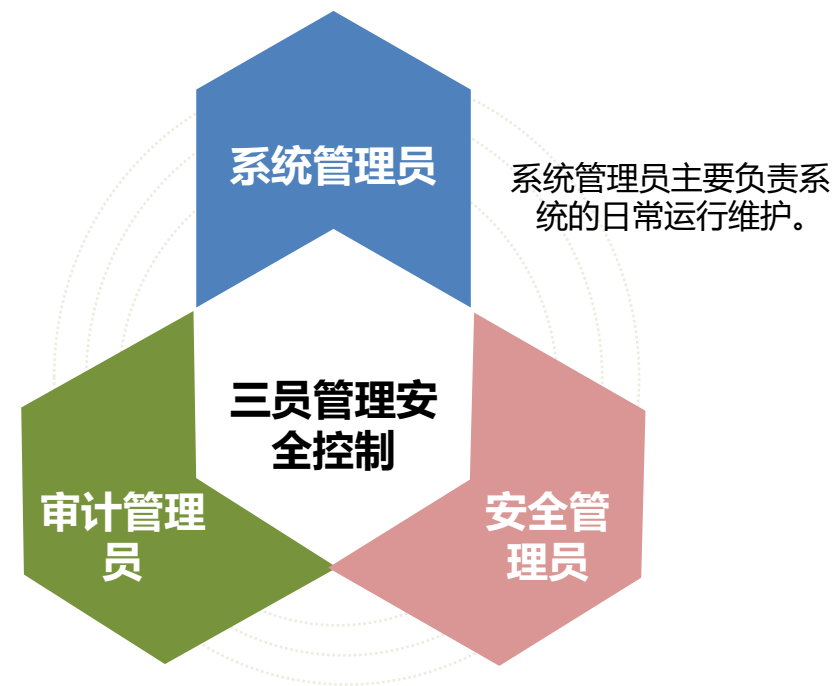 系统管理员
系统管理员主要负责系
统的日常运行维护。
三员管理安
全控制
审计管理
员
安全管
理员